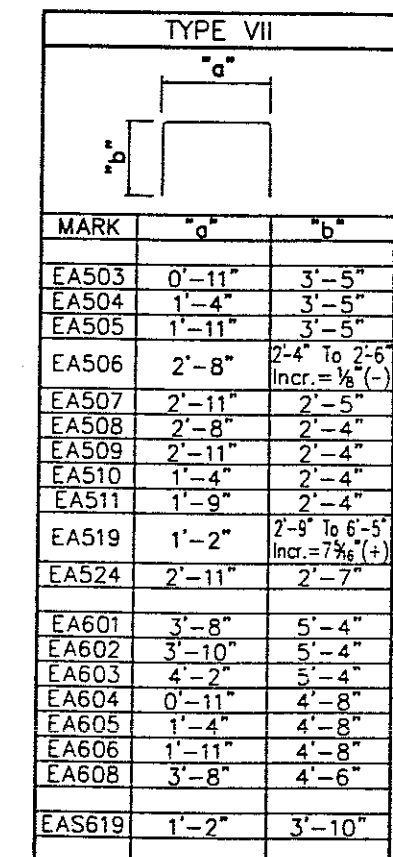 TYPE VII
"a"
"b"
MARK "a" "b"
EA503 0'-11" 3'-5"
EA504 1'-4" 3'-5"
EA505 1'-11" 3'-5"
EA506 2'-8" 2'-4" To 2'-6" Incr.=⅛"(-)
EA507 2'-11" 2'-5"
EA508 2'-8" 2'-4"
EA509 2'-11" 2'-4"
EA510 1'-4" 2'-4"
EA511 1'-9" 2'-4"
EA519 1'-2" 2'-9" To 6'-5" Incr.=7 5/16"(+)
EA524 2'-11" 2'-7"
EA601 3'-8" 5'-4"
EA602 3'-10" 5'-4"
EA603 4'-2" 5'-4"
EA604 0'-11" 4'-8"
EA605 1'-4" 4'-8"
EA606 1'-11" 4'-8"
EA608 3'-8" 4'-6"
EAS619 1'-2" 3'-10"